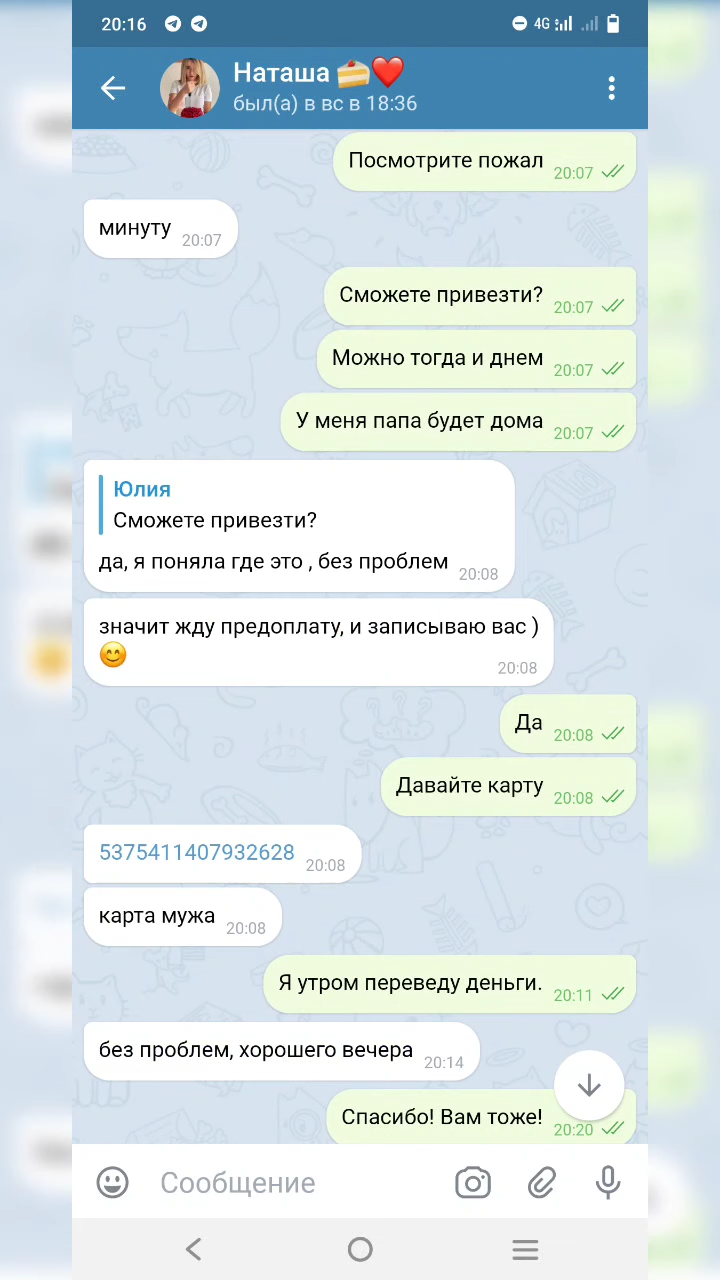 20:16
4G
Наташа 🍰❤️
был(а) в вс в 18:36
Посмотрите пожал 20:07
минуту 20:07
Сможете привезти? 20:07
Можно тогда и днем 20:07
У меня папа будет дома 20:07
Юлия
Сможете привезти?
да, я поняла где это , без проблем 20:08
значит жду предоплату, и записываю вас )
😊 20:08
Да 20:08
Давайте карту 20:08
5375411407932628 20:08
карта мужа 20:08
Я утром переведу деньги. 20:11
без проблем, хорошего вечера 20:14
Спасибо! Вам тоже! 20:20
Сообщение